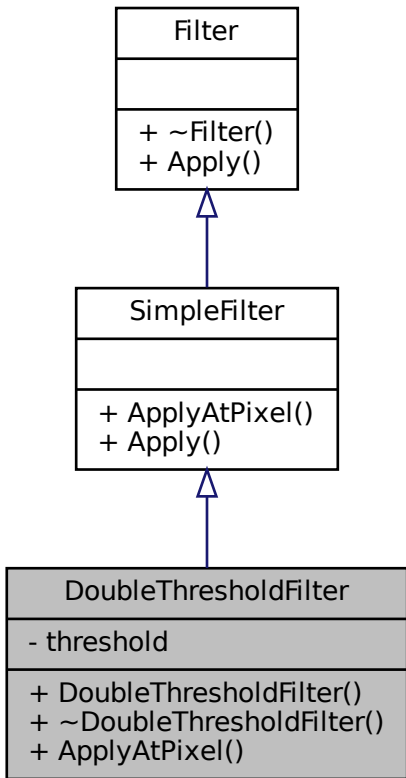 Filter
+ ~Filter()
+ Apply()
SimpleFilter
+ ApplyAtPixel()
+ Apply()
DoubleThresholdFilter
- threshold
+ DoubleThresholdFilter()
+ ~DoubleThresholdFilter()
+ ApplyAtPixel()